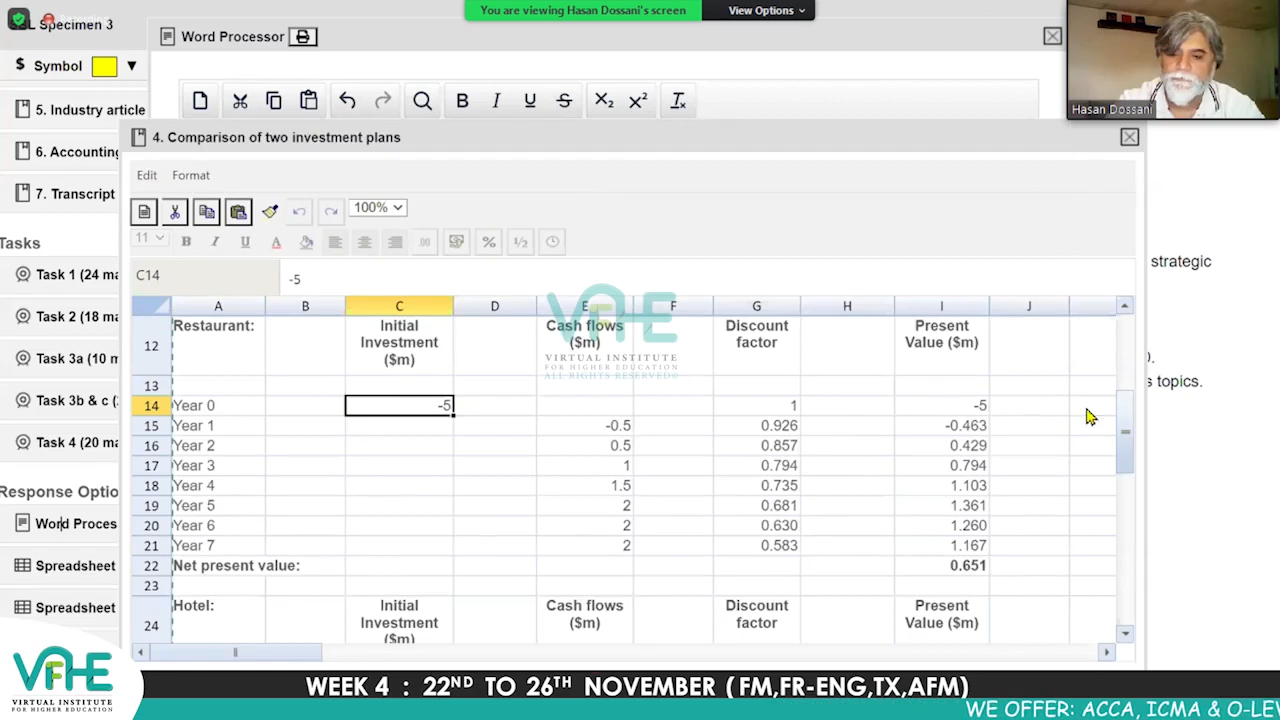 You are viewing Hasan Dossani's screen
View Options
L Specimen 3
Word Processor
$ Symbol
5. Industry article
6. Accounting
7. Transcript
Tasks
Task 1 (24 ma
Task 2 (18 mar
Task 3a (10 m
Task 3b & c (
Task 4 (20 ma
Response Optio
Word Proces
Spreadsheet
Spreadsheet
Hasan Dossani
4. Comparison of two investment plans
Edit Format
100%
11
C14 -5
A B C D E F G H I J
12 Restaurant: Initial Investment ($m) Cash flows ($m) Discount factor Present Value ($m)
13
14 Year 0 -5 1 -5
15 Year 1 -0.5 0.926 -0.463
16 Year 2 0.5 0.857 0.429
17 Year 3 1 0.794 0.794
18 Year 4 1.5 0.735 1.103
19 Year 5 2 0.681 1.361
20 Year 6 2 0.630 1.260
21 Year 7 2 0.583 1.167
22 Net present value: 0.651
23
24 Hotel: Initial Investment ($m) Cash flows ($m) Discount factor Present Value ($m)
strategic
s topics.
VIFHE
VIRTUAL INSTITUTE
FOR HIGHER EDUCATION
ALL RIGHTS RESERVED©
VIFHE
VIRTUAL INSTITUTE
FOR HIGHER EDUCATION
WEEK 4 : 22ND TO 26TH NOVEMBER (FM,FR-ENG,TX,AFM)
WE OFFER: ACCA, ICMA & O-LEV